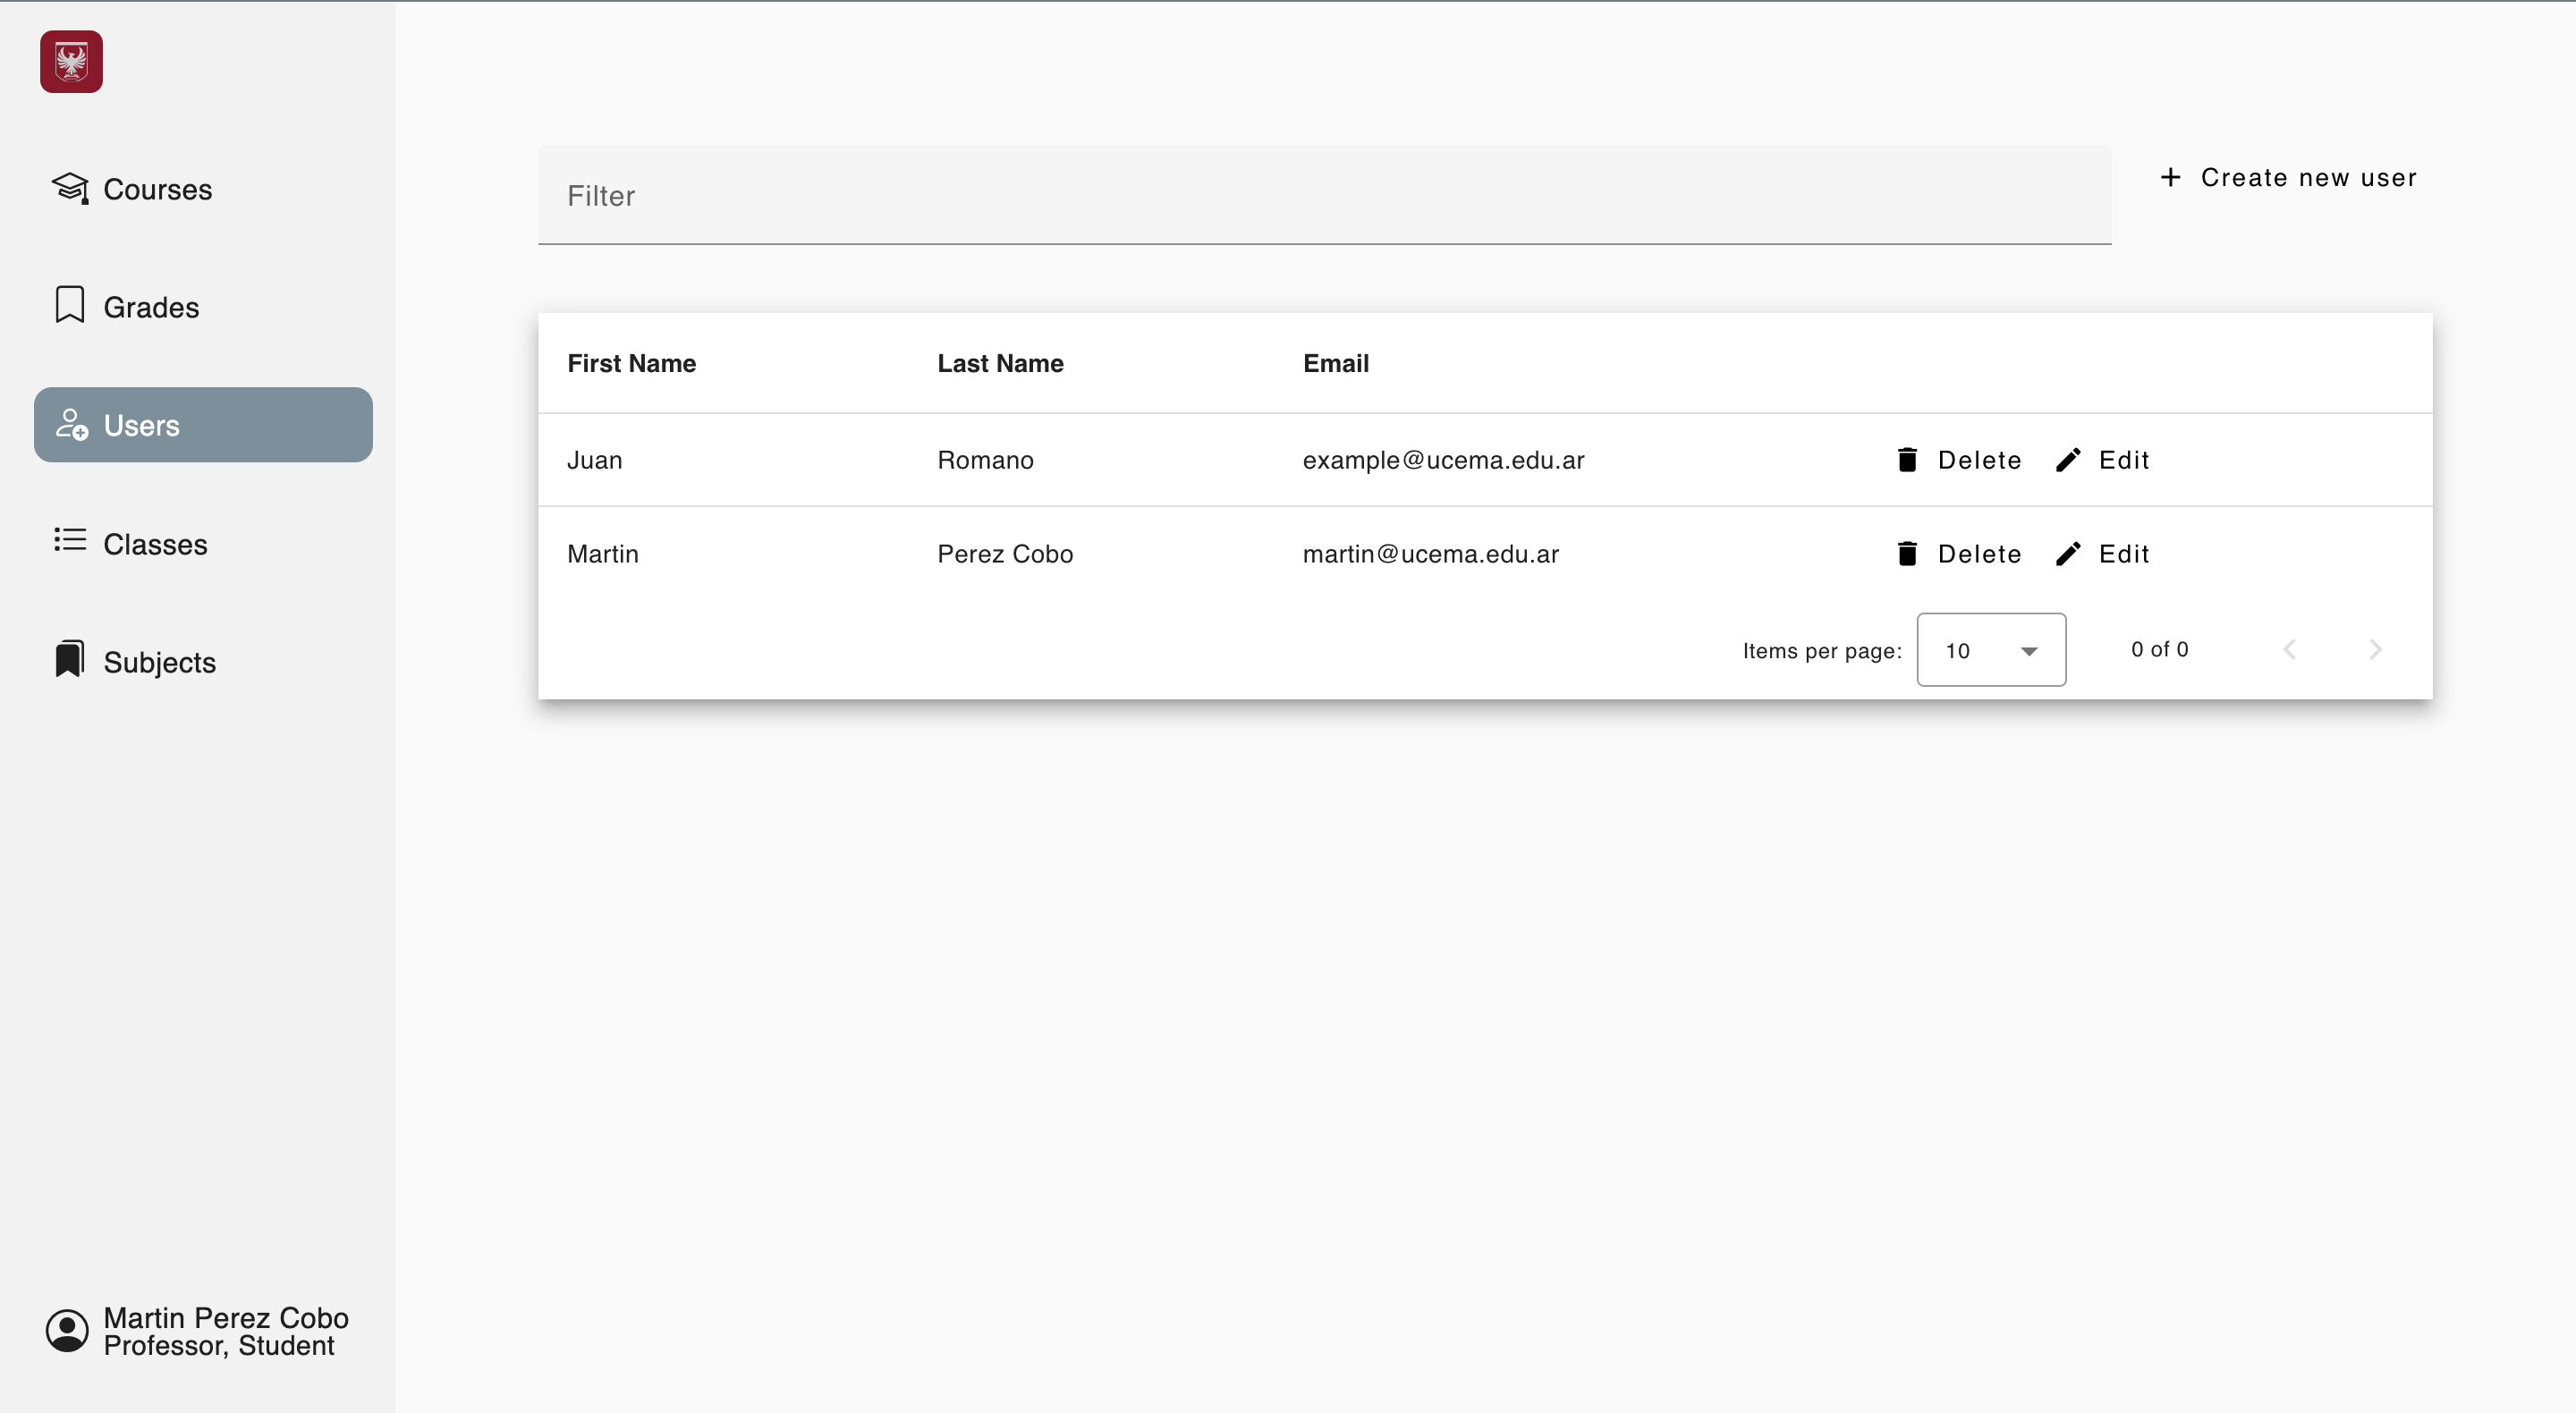 Courses
Grades
Users
Classes
Subjects
Martin Perez Cobo
Professor, Student
Filter
Create new user
First Name Last Name Email
Juan Romano example@ucema.edu.ar Delete Edit
Martin Perez Cobo martin@ucema.edu.ar Delete Edit
Items per page: 10 0 of 0